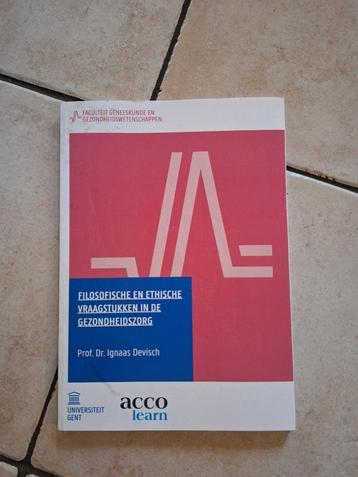 FACULTEIT GENEESKUNDE EN
GEZONDHEIDSWETENSCHAPPEN
FILOSOFISCHE EN ETHISCHE
VRAAGSTUKKEN IN DE
GEZONDHEIDSZORG
Prof. Dr. Ignaas Devisch
UNIVERSITEIT
GENT
acco
learn